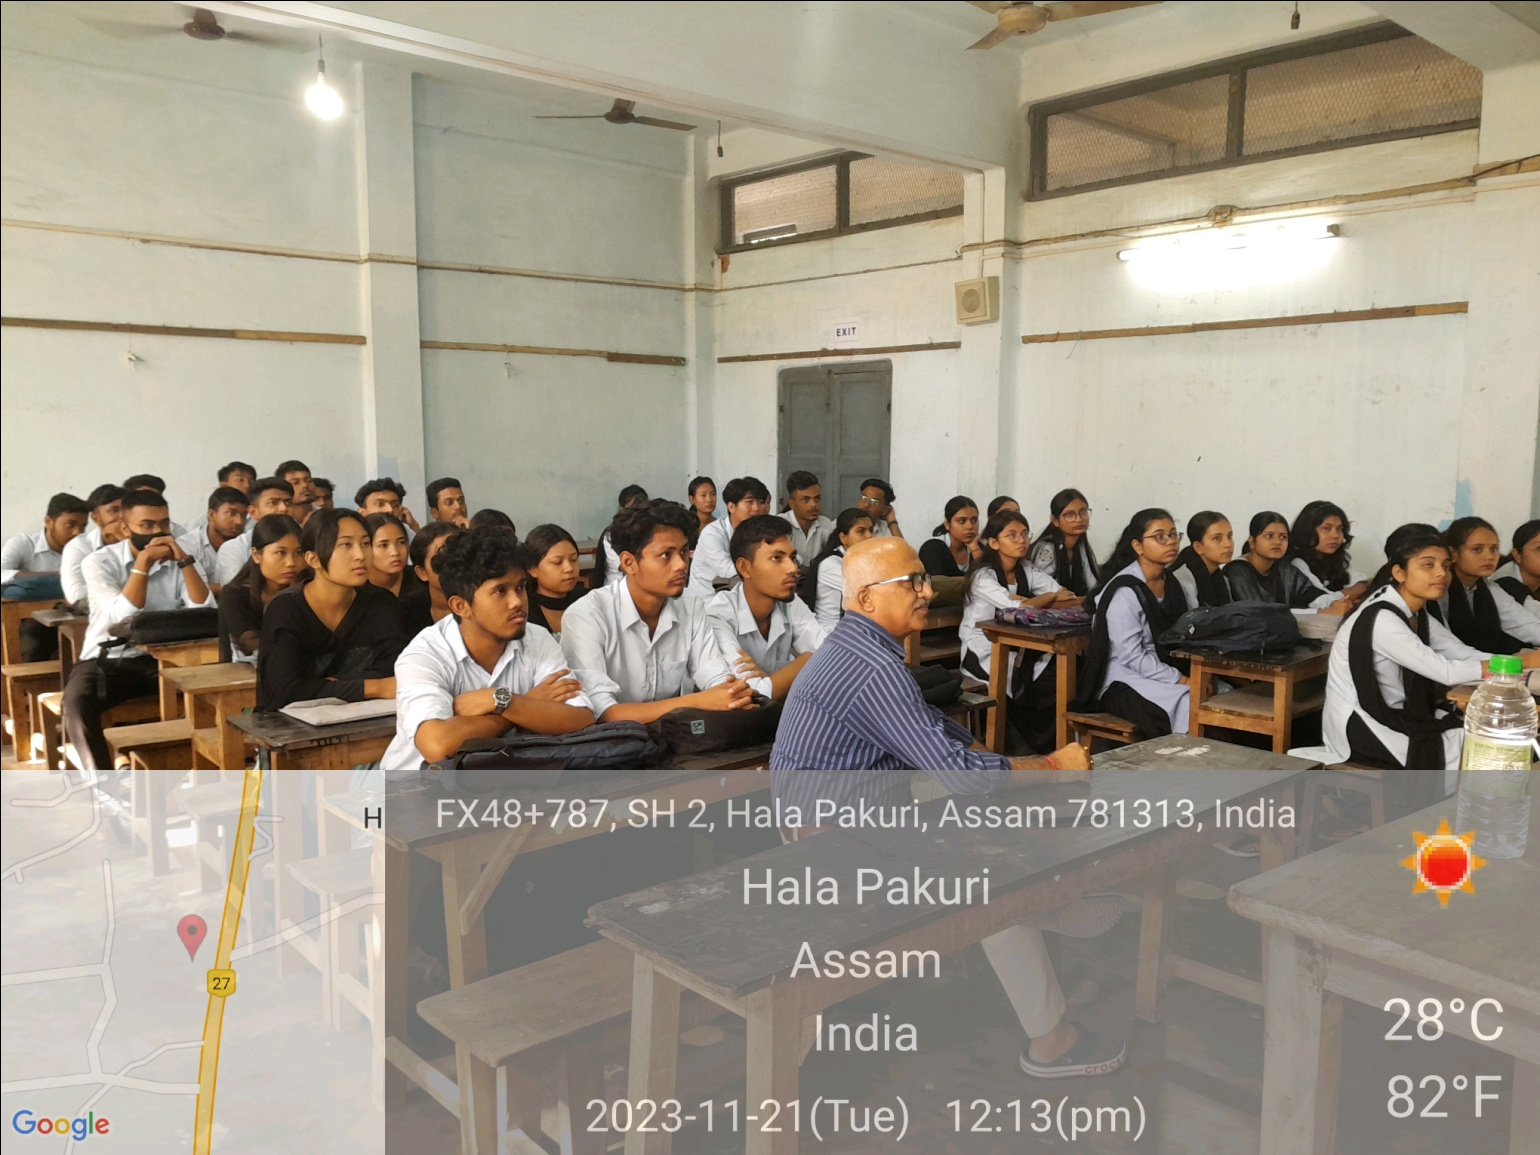 EXIT
H
FX48+787, SH 2, Hala Pakuri, Assam 781313, India
Hala Pakuri
Assam
India
2023-11-21(Tue) 12:13(pm)
28°C
82°F
27
Google
crocs